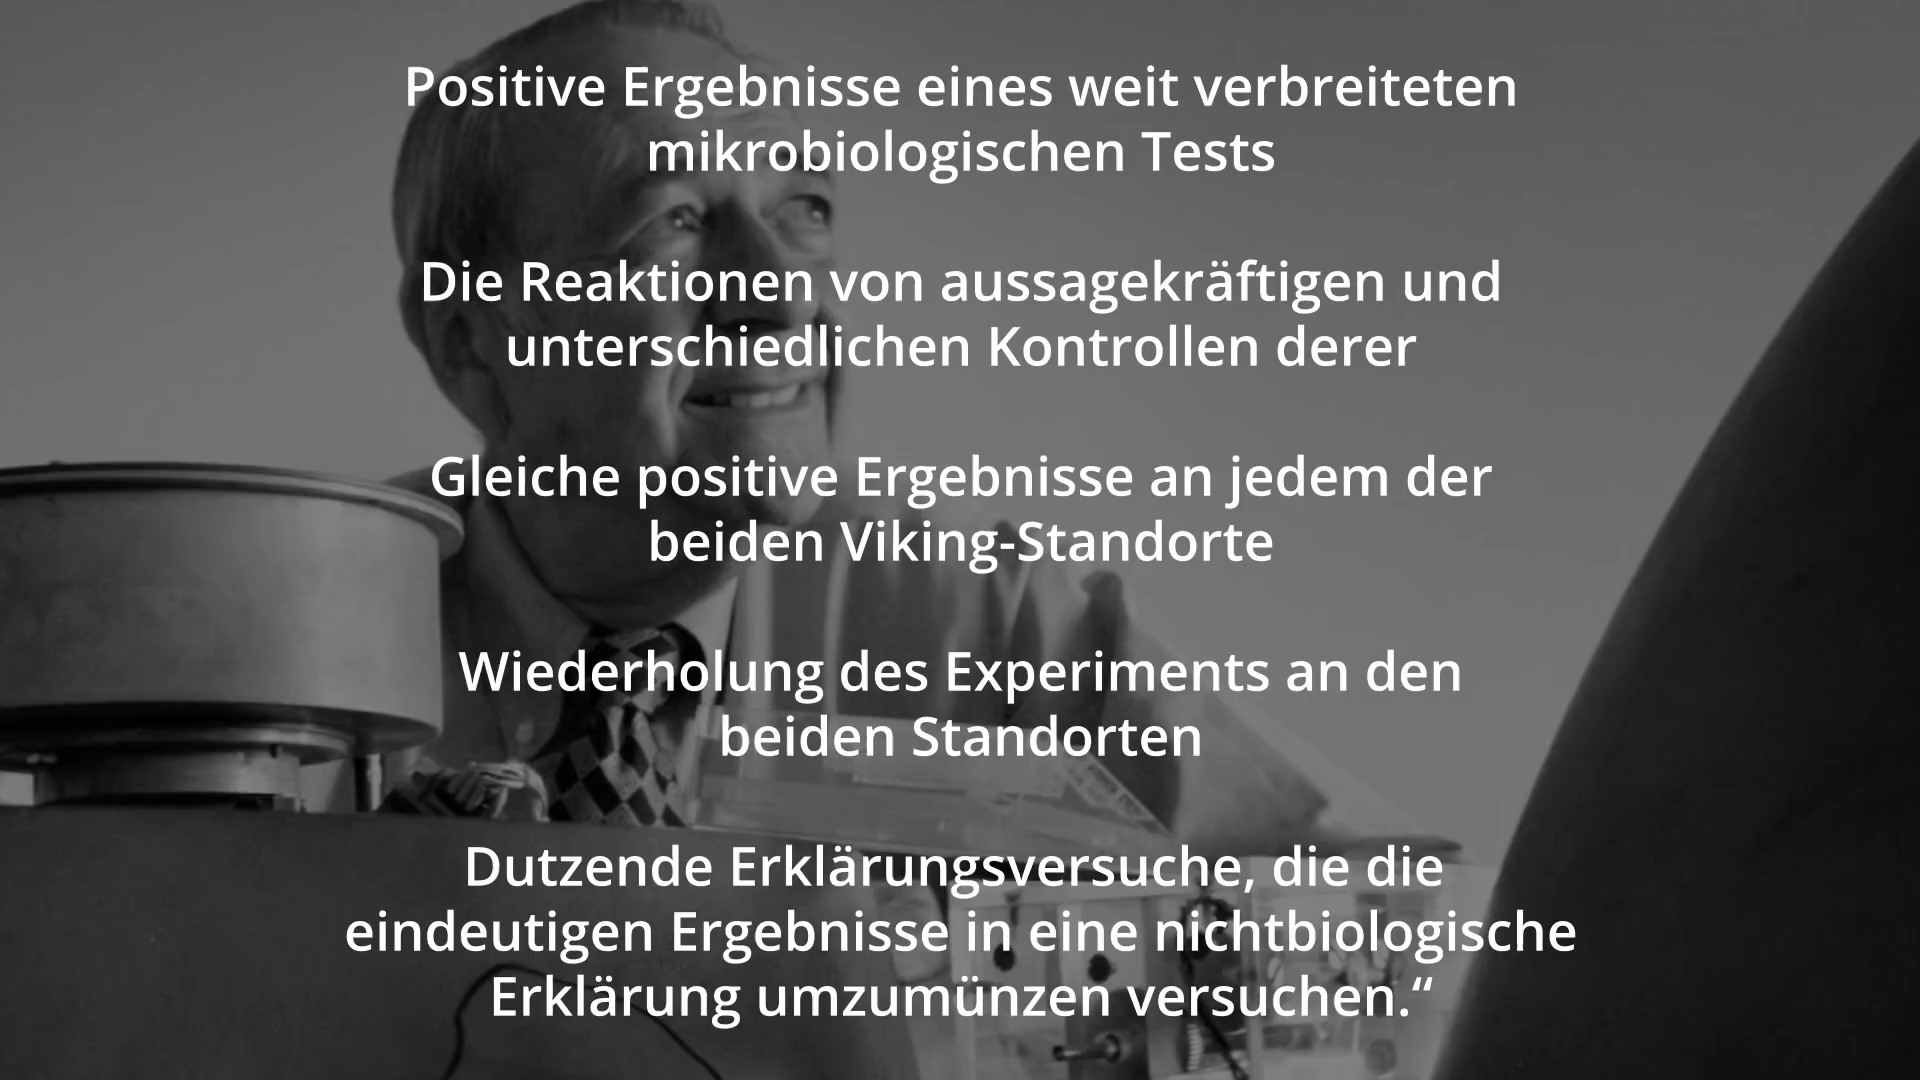 Positive Ergebnisse eines weit verbreiteten
mikrobiologischen Tests
Die Reaktionen von aussagekräftigen und
unterschiedlichen Kontrollen derer
Gleiche positive Ergebnisse an jedem der
beiden Viking-Standorte
Wiederholung des Experiments an den
beiden Standorten
Dutzende Erklärungsversuche, die die
eindeutigen Ergebnisse in eine nichtbiologische
Erklärung umzumünzen versuchen.“